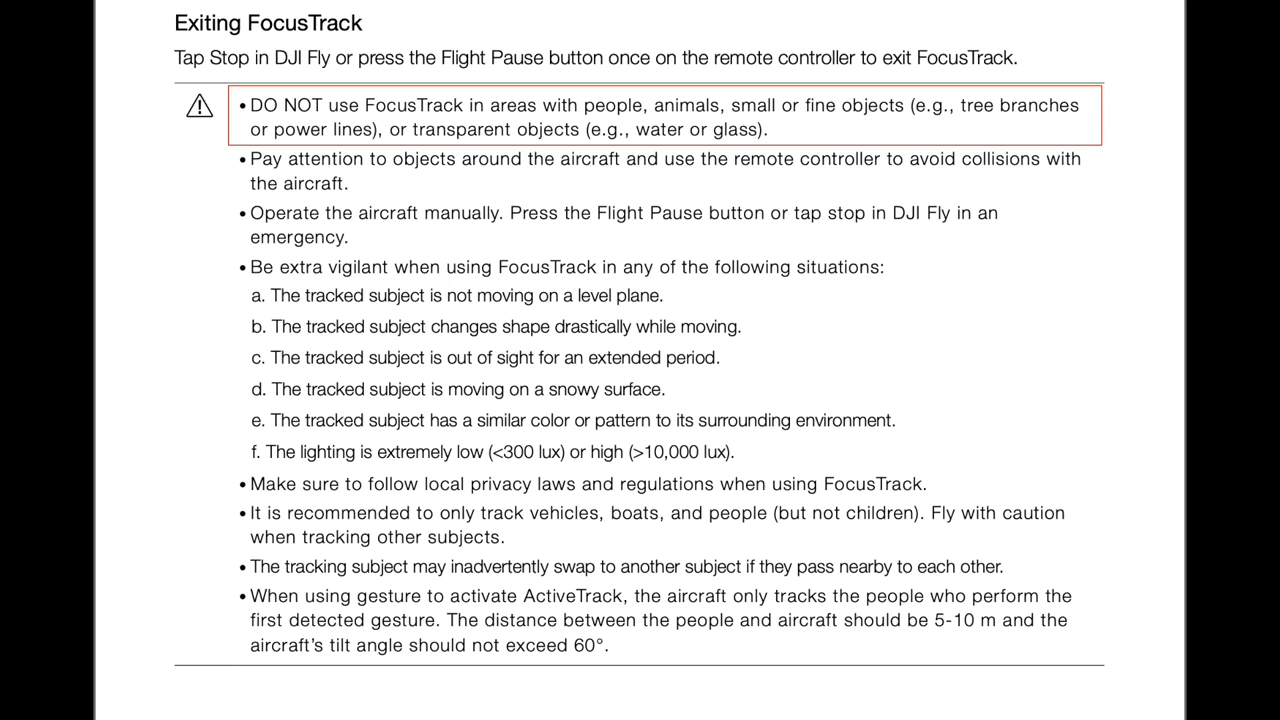 Exiting FocusTrack
Tap Stop in DJI Fly or press the Flight Pause button once on the remote controller to exit FocusTrack.
• DO NOT use FocusTrack in areas with people, animals, small or fine objects (e.g., tree branches
or power lines), or transparent objects (e.g., water or glass).
• Pay attention to objects around the aircraft and use the remote controller to avoid collisions with
the aircraft.
• Operate the aircraft manually. Press the Flight Pause button or tap stop in DJI Fly in an
emergency.
• Be extra vigilant when using FocusTrack in any of the following situations:
a. The tracked subject is not moving on a level plane.
b. The tracked subject changes shape drastically while moving.
c. The tracked subject is out of sight for an extended period.
d. The tracked subject is moving on a snowy surface.
e. The tracked subject has a similar color or pattern to its surrounding environment.
f. The lighting is extremely low (<300 lux) or high (>10,000 lux).
• Make sure to follow local privacy laws and regulations when using FocusTrack.
• It is recommended to only track vehicles, boats, and people (but not children). Fly with caution
when tracking other subjects.
• The tracking subject may inadvertently swap to another subject if they pass nearby to each other.
• When using gesture to activate ActiveTrack, the aircraft only tracks the people who perform the
first detected gesture. The distance between the people and aircraft should be 5-10 m and the
aircraft’s tilt angle should not exceed 60°.